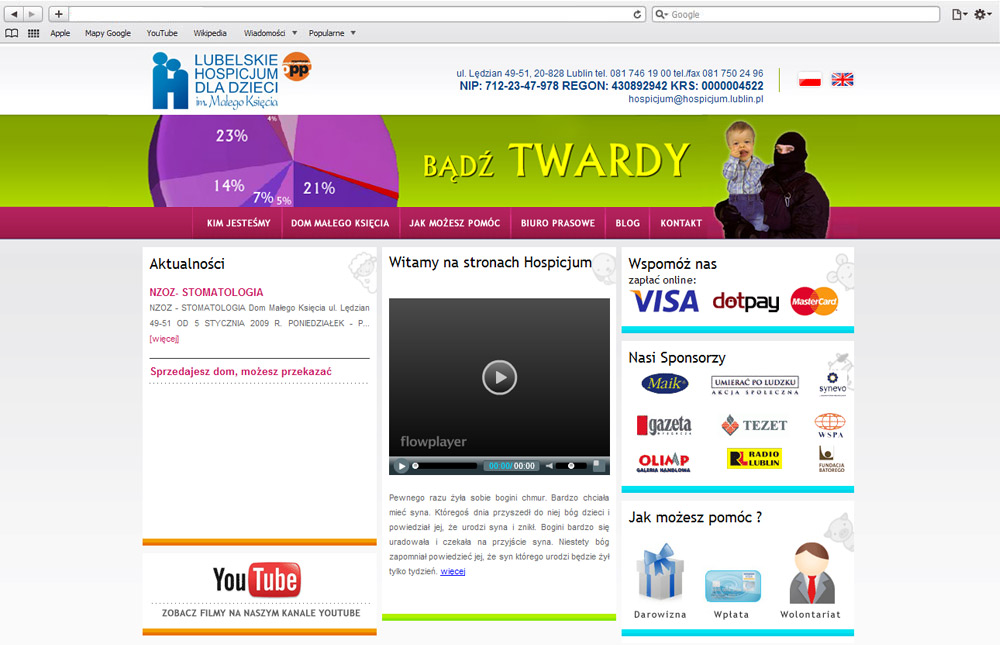 Google
Apple Mapy Google YouTube Wikipedia Wiadomości Popularne
LUBELSKIE
HOSPICJUM
DLA DZIECI
im. Małego Księcia
opp
ul. Lędzian 49-51, 20-828 Lublin tel. 081 746 19 00 tel./fax 081 750 24 96
NIP: 712-23-47-978 REGON: 430892942 KRS: 0000004522
hospicjum@hospicjum.lublin.pl
4%
23%
14%
7%
5%
21%
BĄDŹ TWARDY
KIM JESTEŚMY DOM MAŁEGO KSIĘCIA JAK MOŻESZ POMÓC BIURO PRASOWE BLOG KONTAKT
Aktualności
NZOZ- STOMATOLOGIA
NZOZ - STOMATOLOGIA Dom Małego Księcia ul. Lędzian
49-51 OD 5 STYCZNIA 2009 R. PONIEDZIAŁEK - P...
[więcej]
Sprzedajesz dom, możesz przekazać
YouTube
ZOBACZ FILMY NA NASZYM KANALE YOUTUBE
Witamy na stronach Hospicjum
flowplayer
00:00/00:00
Pewnego razu żyła sobie bogini chmur. Bardzo chciała
mieć syna. Któregoś dnia przyszedł do niej bóg dzieci i
powiedział jej, że urodzi syna i znikł. Bogini bardzo się
uradowała i czekała na przyjście syna. Niestety bóg
zapomniał powiedzieć jej, że syn którego urodzi będzie żył
tylko tydzień. więcej
Wspomóż nas
zapłać online:
VISA dotpay MasterCard
Nasi Sponsorzy
Maik UMIERAĆ PO LUDZKU
AKCJA SPOŁECZNA
synevo
gazeta
WYBORCZA
TEZET
WSPA
OLIMP
GALERIA HANDLOWA
RL RADIO
LUBLIN
FUNDACJA
BATOREGO
Jak możesz pomóc ?
Darowizna Wpłata Wolontariat